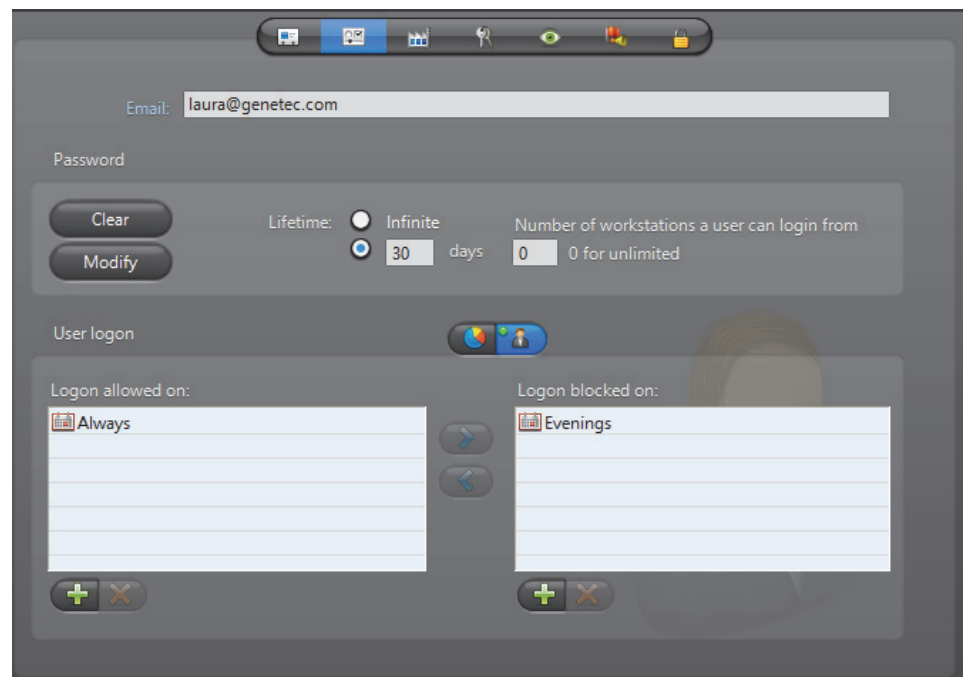 Email: laura@genetec.com
Password
Clear
Lifetime: Infinite
Number of workstations a user can login from
Modify
30 days
0 0 for unlimited
User logon
Logon allowed on:
Logon blocked on:
Always
Evenings